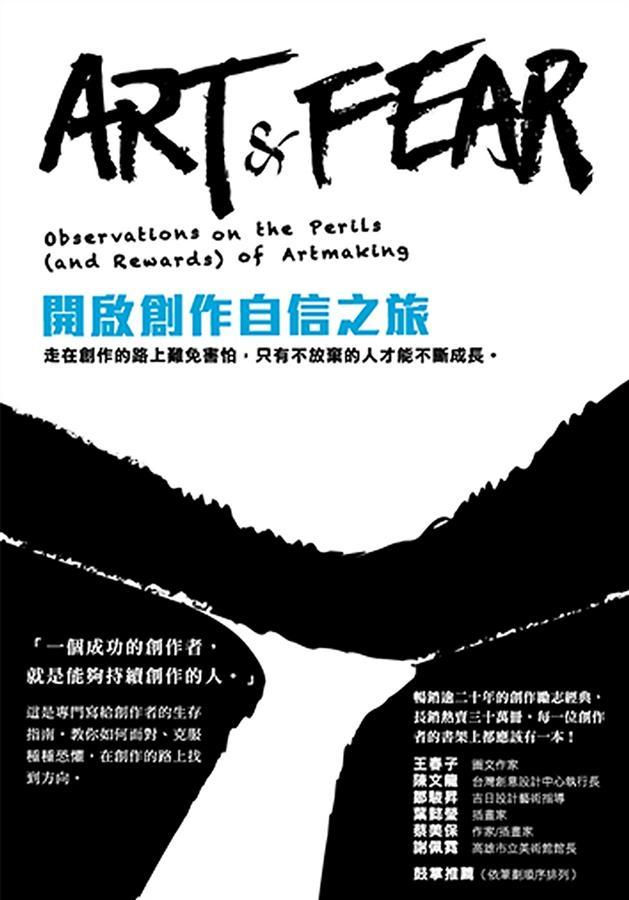 ART & FEAR
Observations on the Perils
(and Rewards) of Artmaking
開啟創作自信之旅
走在創作的路上難免害怕，只有不放棄的人才能不斷成長。
「一個成功的創作者，
就是能夠持續創作的人。」
這是專門寫給創作者的生存
指南。教你如何面對、克服
種種恐懼，在創作的路上找
到方向。
暢銷逾二十年的創作勵志經典，
長銷熱賣三十萬冊，每一位創作
者的書架上都應該有一本！
王春子 圖文作家
陳文龍 台灣創意設計中心執行長
鄒駿昇 吉日設計藝術指導
葉懿瑩 插畫家
蔡美保 作家/插畫家
謝佩霓 高雄市立美術館館長
鼓掌推薦（依筆劃順序排列）